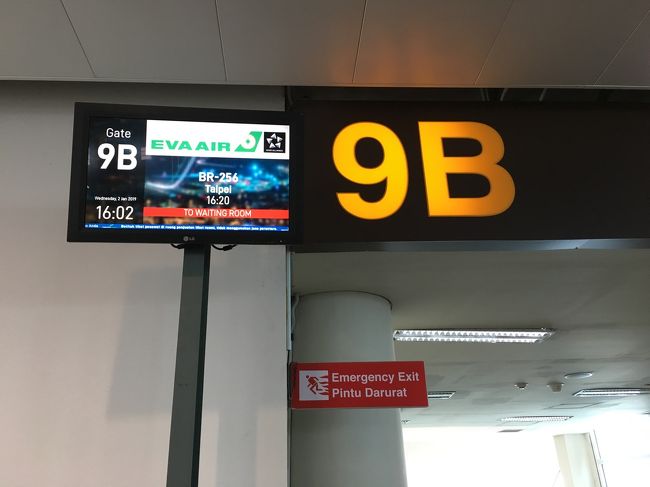 Gate
9B
Wednesday, 2 Jan 2019
16:02
EVA AIR
BR-256
Taipei
16:20
TO WAITING ROOM
LG
9B
Emergency Exit
Pintu Darurat